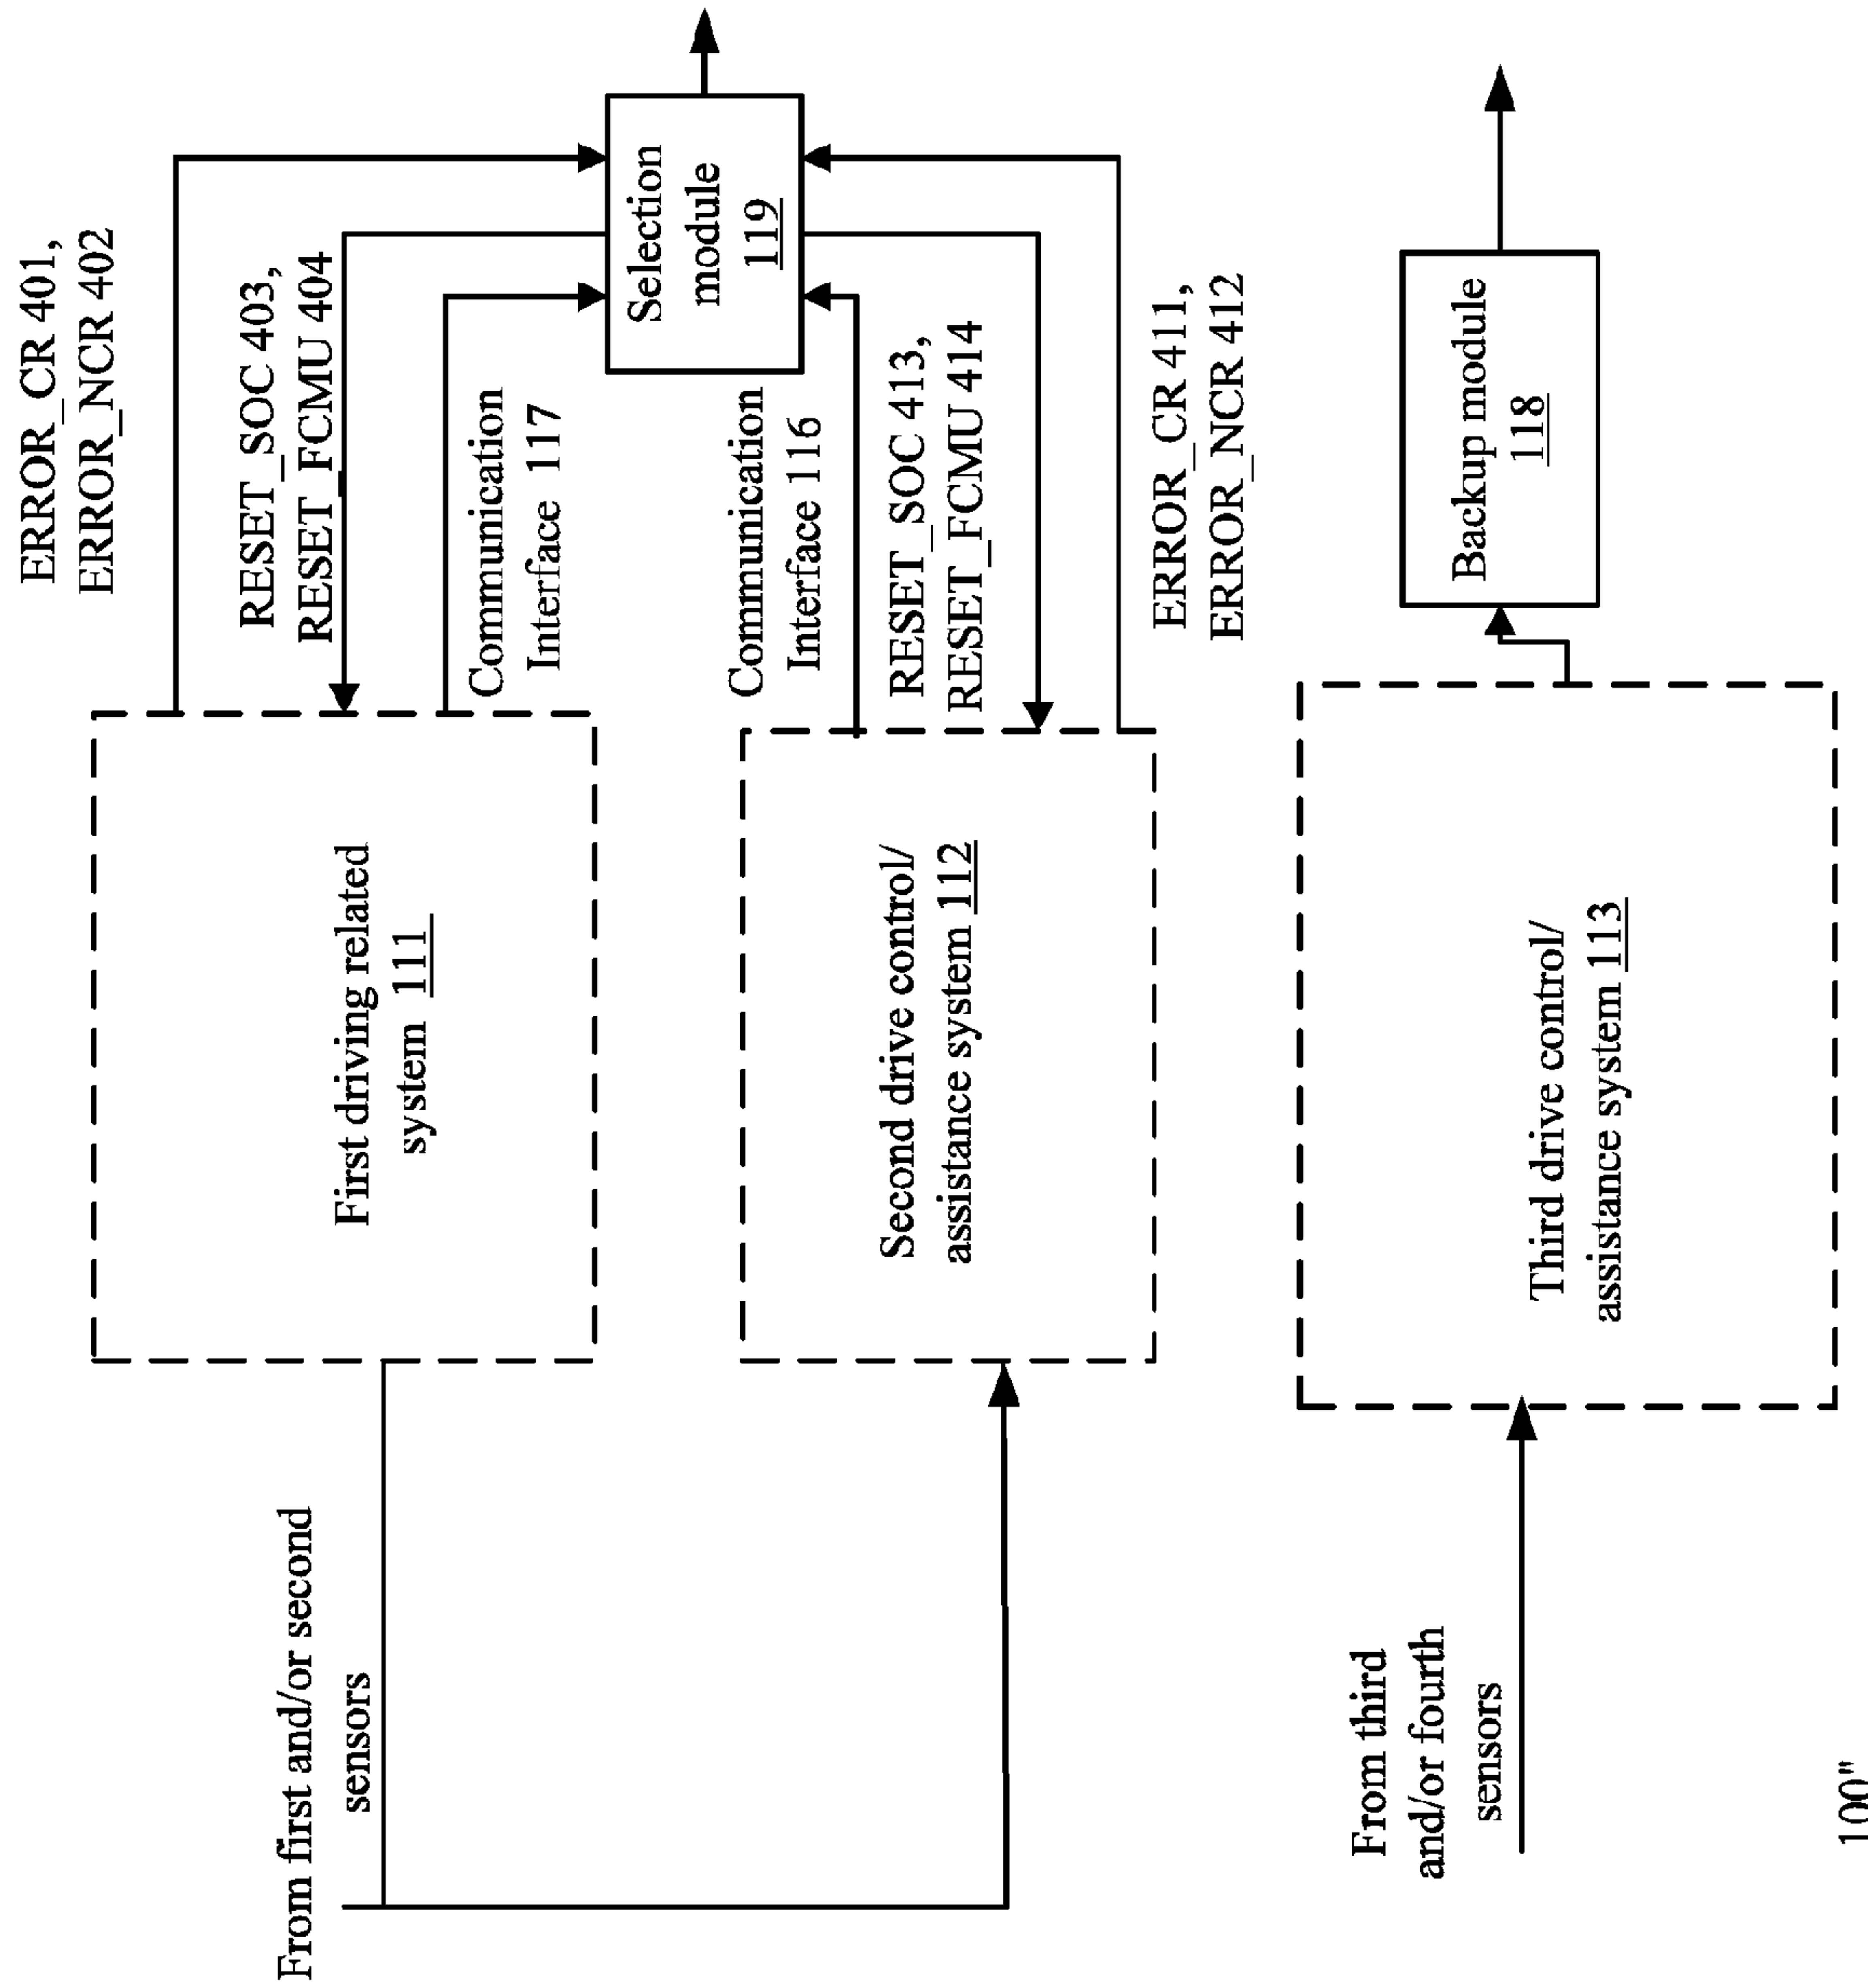 ERROR_CR 401,
ERROR_NCR 402
RESET_SOC 403,
RESET_FCMU 404
Communication
Interface 117
Selection
module
119
Communication
Interface 116
RESET_SOC 413,
RESET_FCMU 414
ERROR_CR 411,
ERROR_NCR 412
First driving related
system 111
Second drive control/
assistance system 112
Third drive control/
assistance system 113
Backup module
118
From first and/or second
sensors
From third
and/or fourth
sensors
100"